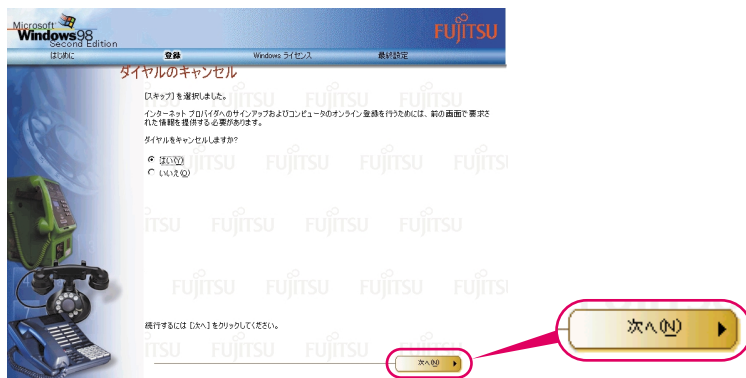 Microsoft
Windows98
Second Edition
FUJITSU
はじめに 登録 Windows ライセンス 最終設定
ダイヤルのキャンセル
[スキップ] を選択しました。
インターネット プロバイダへのサインアップおよびコンピュータのオンライン登録を行うためには、前の画面で要求さ
れた情報を提供する必要があります。
ダイヤルをキャンセルしますか?
はい(Y)
いいえ(O)
続行するには [次へ] をクリックしてください。
次へ(N)
次へ(N)